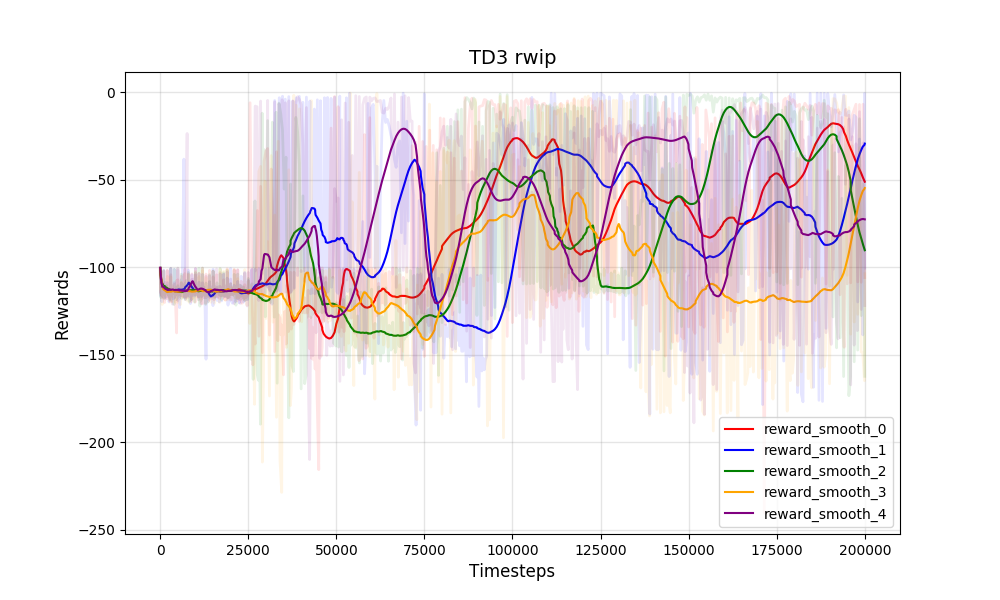 TD3 rwip
Rewards
0
−50
−100
−150
−200
−250
0
25000
50000
75000
100000
125000
150000
175000
200000
Timesteps
reward_smooth_0
reward_smooth_1
reward_smooth_2
reward_smooth_3
reward_smooth_4